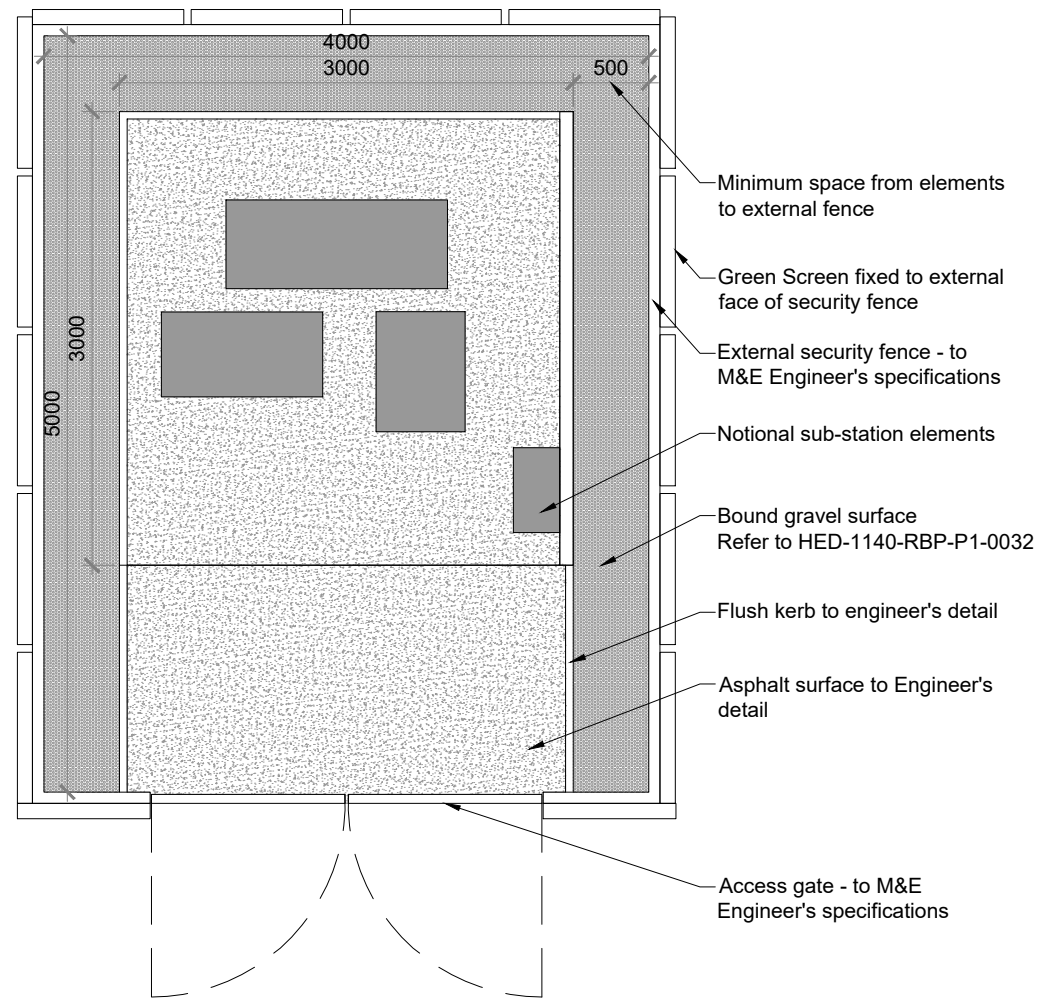 4000
3000
500
3000
5000
Minimum space from elements
to external fence
Green Screen fixed to external
face of security fence
External security fence - to
M&E Engineer's specifications
Notional sub-station elements
Bound gravel surface
Refer to HED-1140-RBP-P1-0032
Flush kerb to engineer's detail
Asphalt surface to Engineer's
detail
Access gate - to M&E
Engineer's specifications